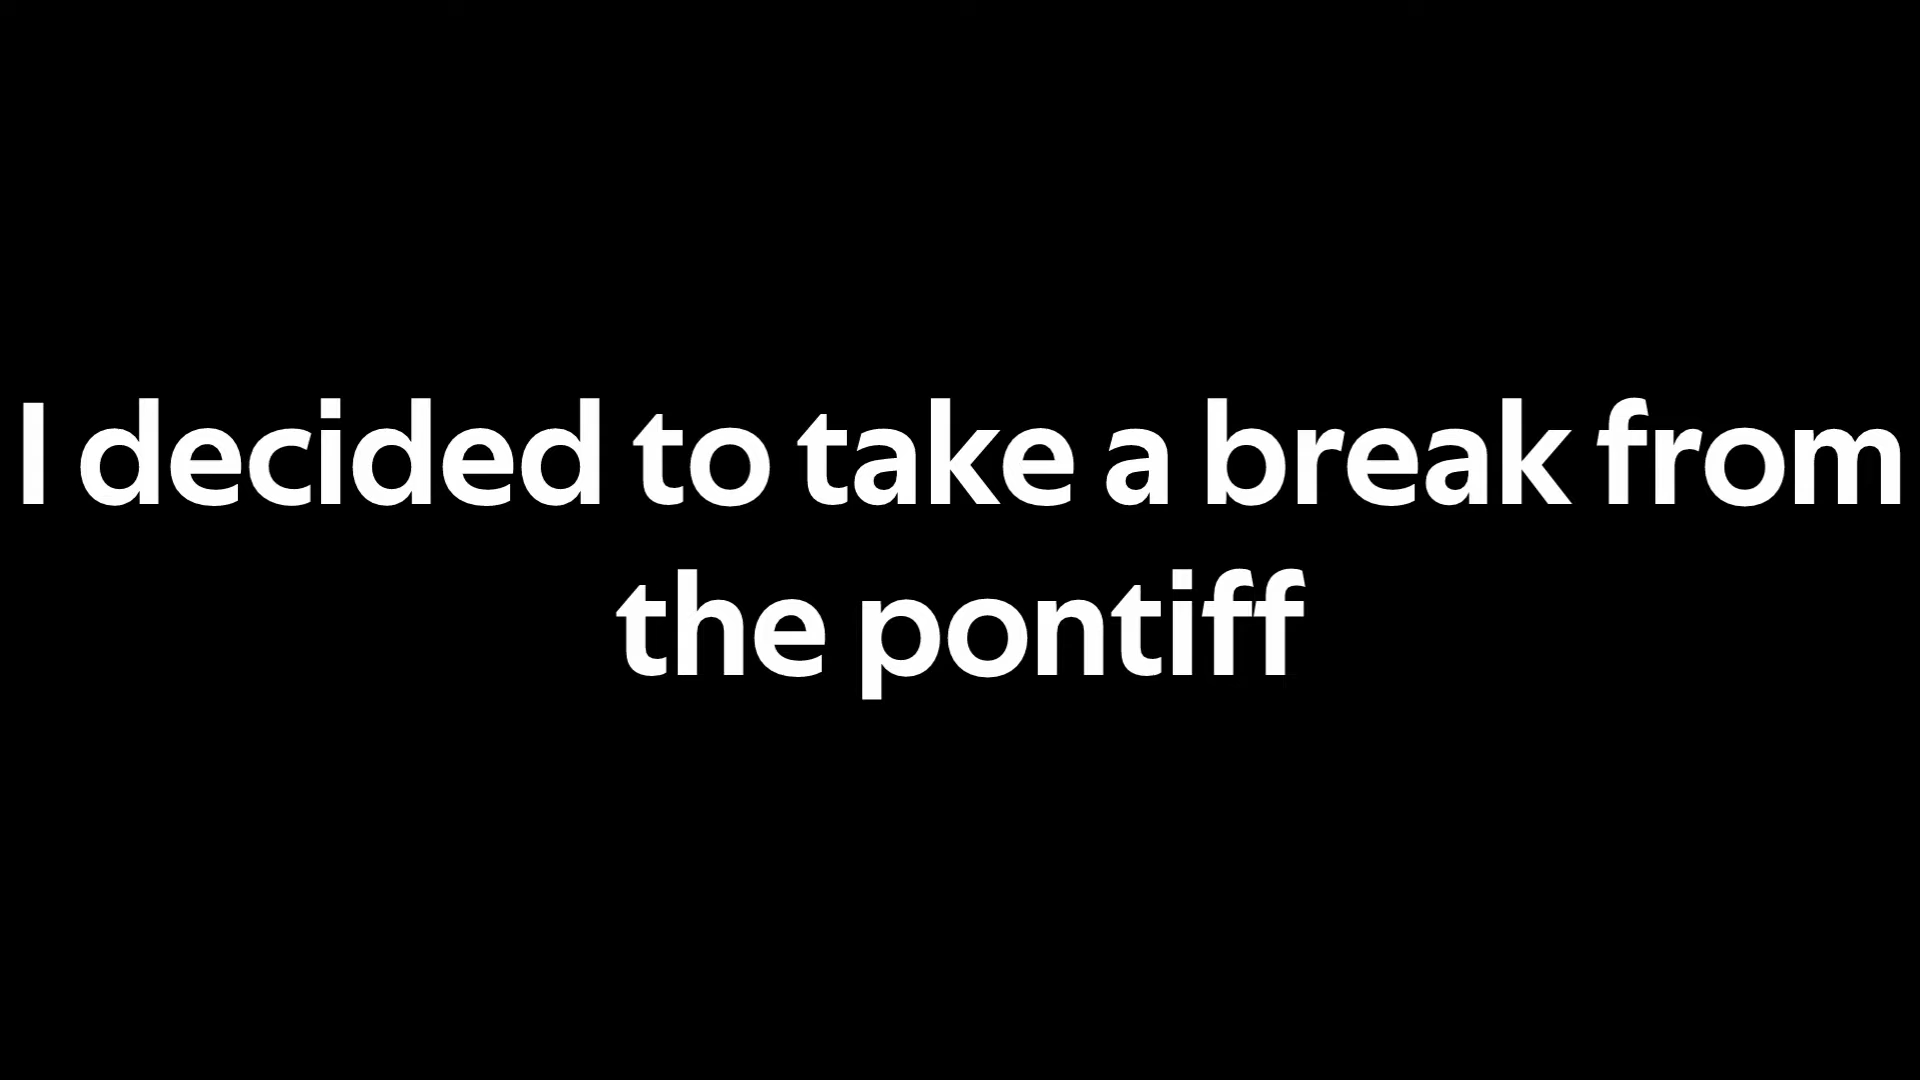 I decided to take a break from
the pontiff